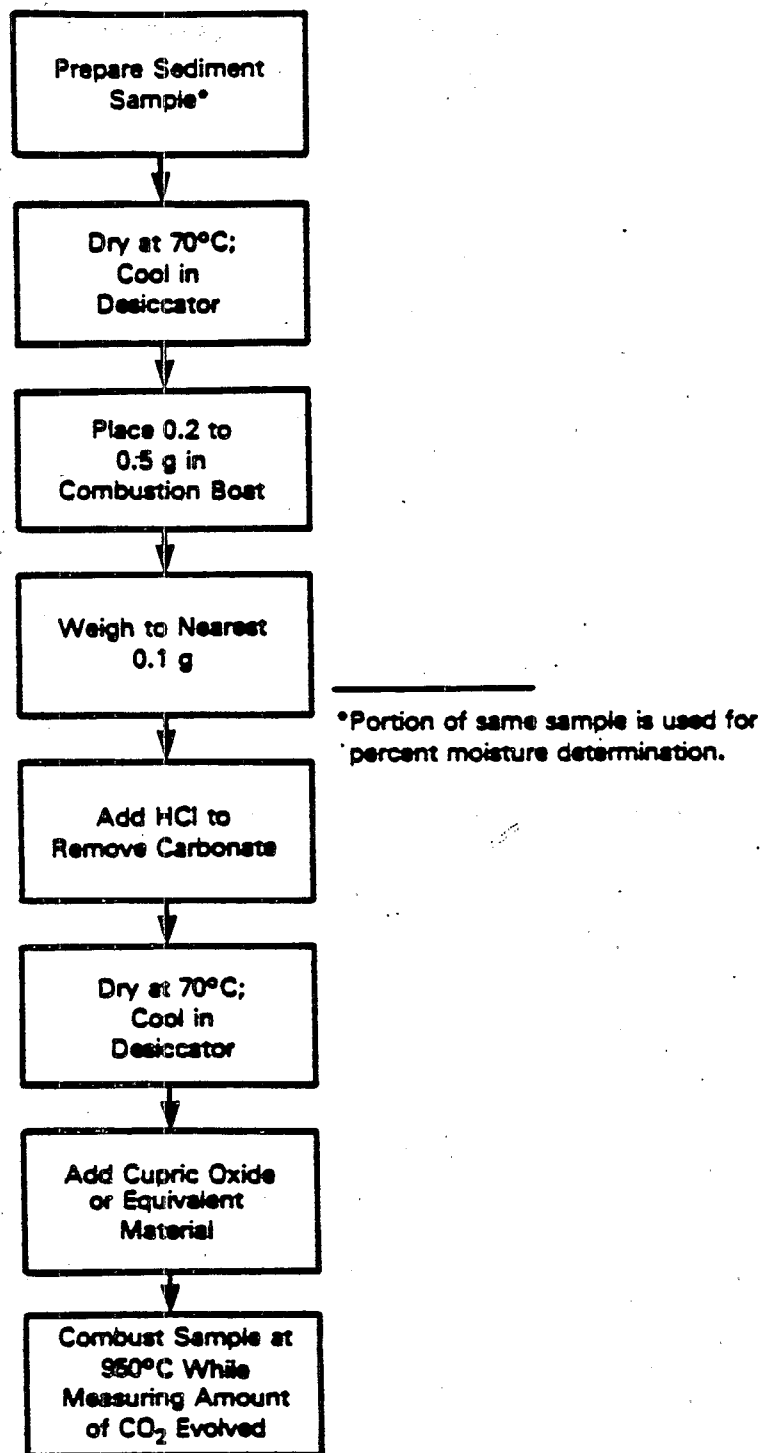 Prepare Sediment
Sample*
Dry at 70°C;
Cool in
Desiccator
Place 0.2 to
0.5 g in
Combustion Boat
Weigh to Nearest
0.1 g
*Portion of same sample is used for
percent moisture determination.
Add HCl to
Remove Carbonate
Dry at 70°C;
Cool in
Desiccator
Add Cupric Oxide
or Equivalent
Material
Combust Sample at
950°C While
Measuring Amount
of CO₂ Evolved